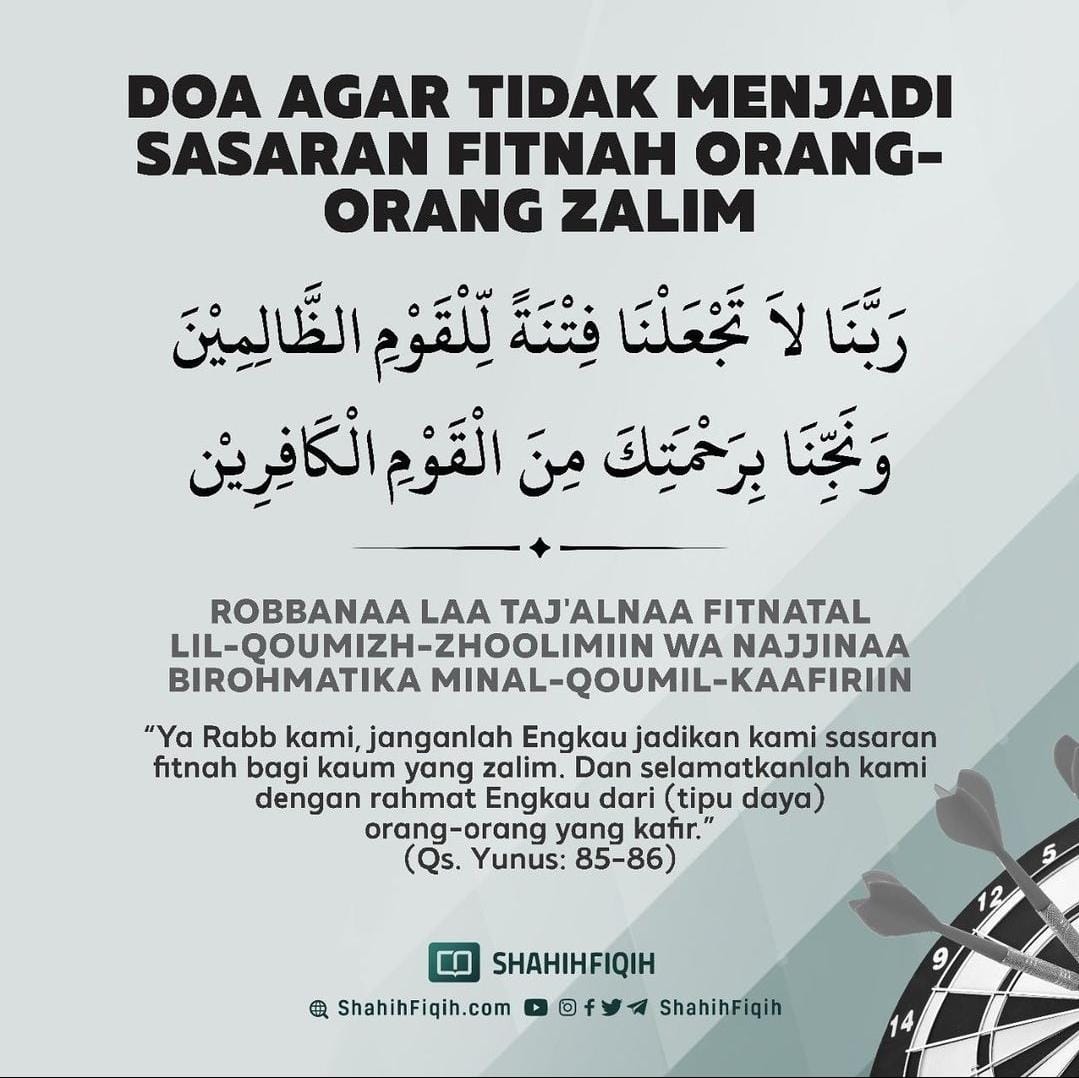 DOA AGAR TIDAK MENJADI
SASARAN FITNAH ORANG-
ORANG ZALIM
رَبَّنَا لاَ تَجْعَلْنَا فِتْنَةً لِّلْقَوْمِ الظَّالِمِيْنَ
وَنَجِّنَا بِرَحْمَتِكَ مِنَ الْقَوْمِ الْكَافِرِيْن
ROBBANAA LAA TAJ'ALNAA FITNATAL
LIL-QOUMIZH-ZHOOLIMIIN WA NAJJINAA
BIROHMATIKA MINAL-QOUMIL-KAAFIRIIN
“Ya Rabb kami, janganlah Engkau jadikan kami sasaran
fitnah bagi kaum yang zalim. Dan selamatkanlah kami
dengan rahmat Engkau dari (tipu daya)
orang-orang yang kafir.”
(Qs. Yunus: 85-86)
5
12
9
14
SHAHIHFIQIH
ShahihFiqih.com ShahihFiqih